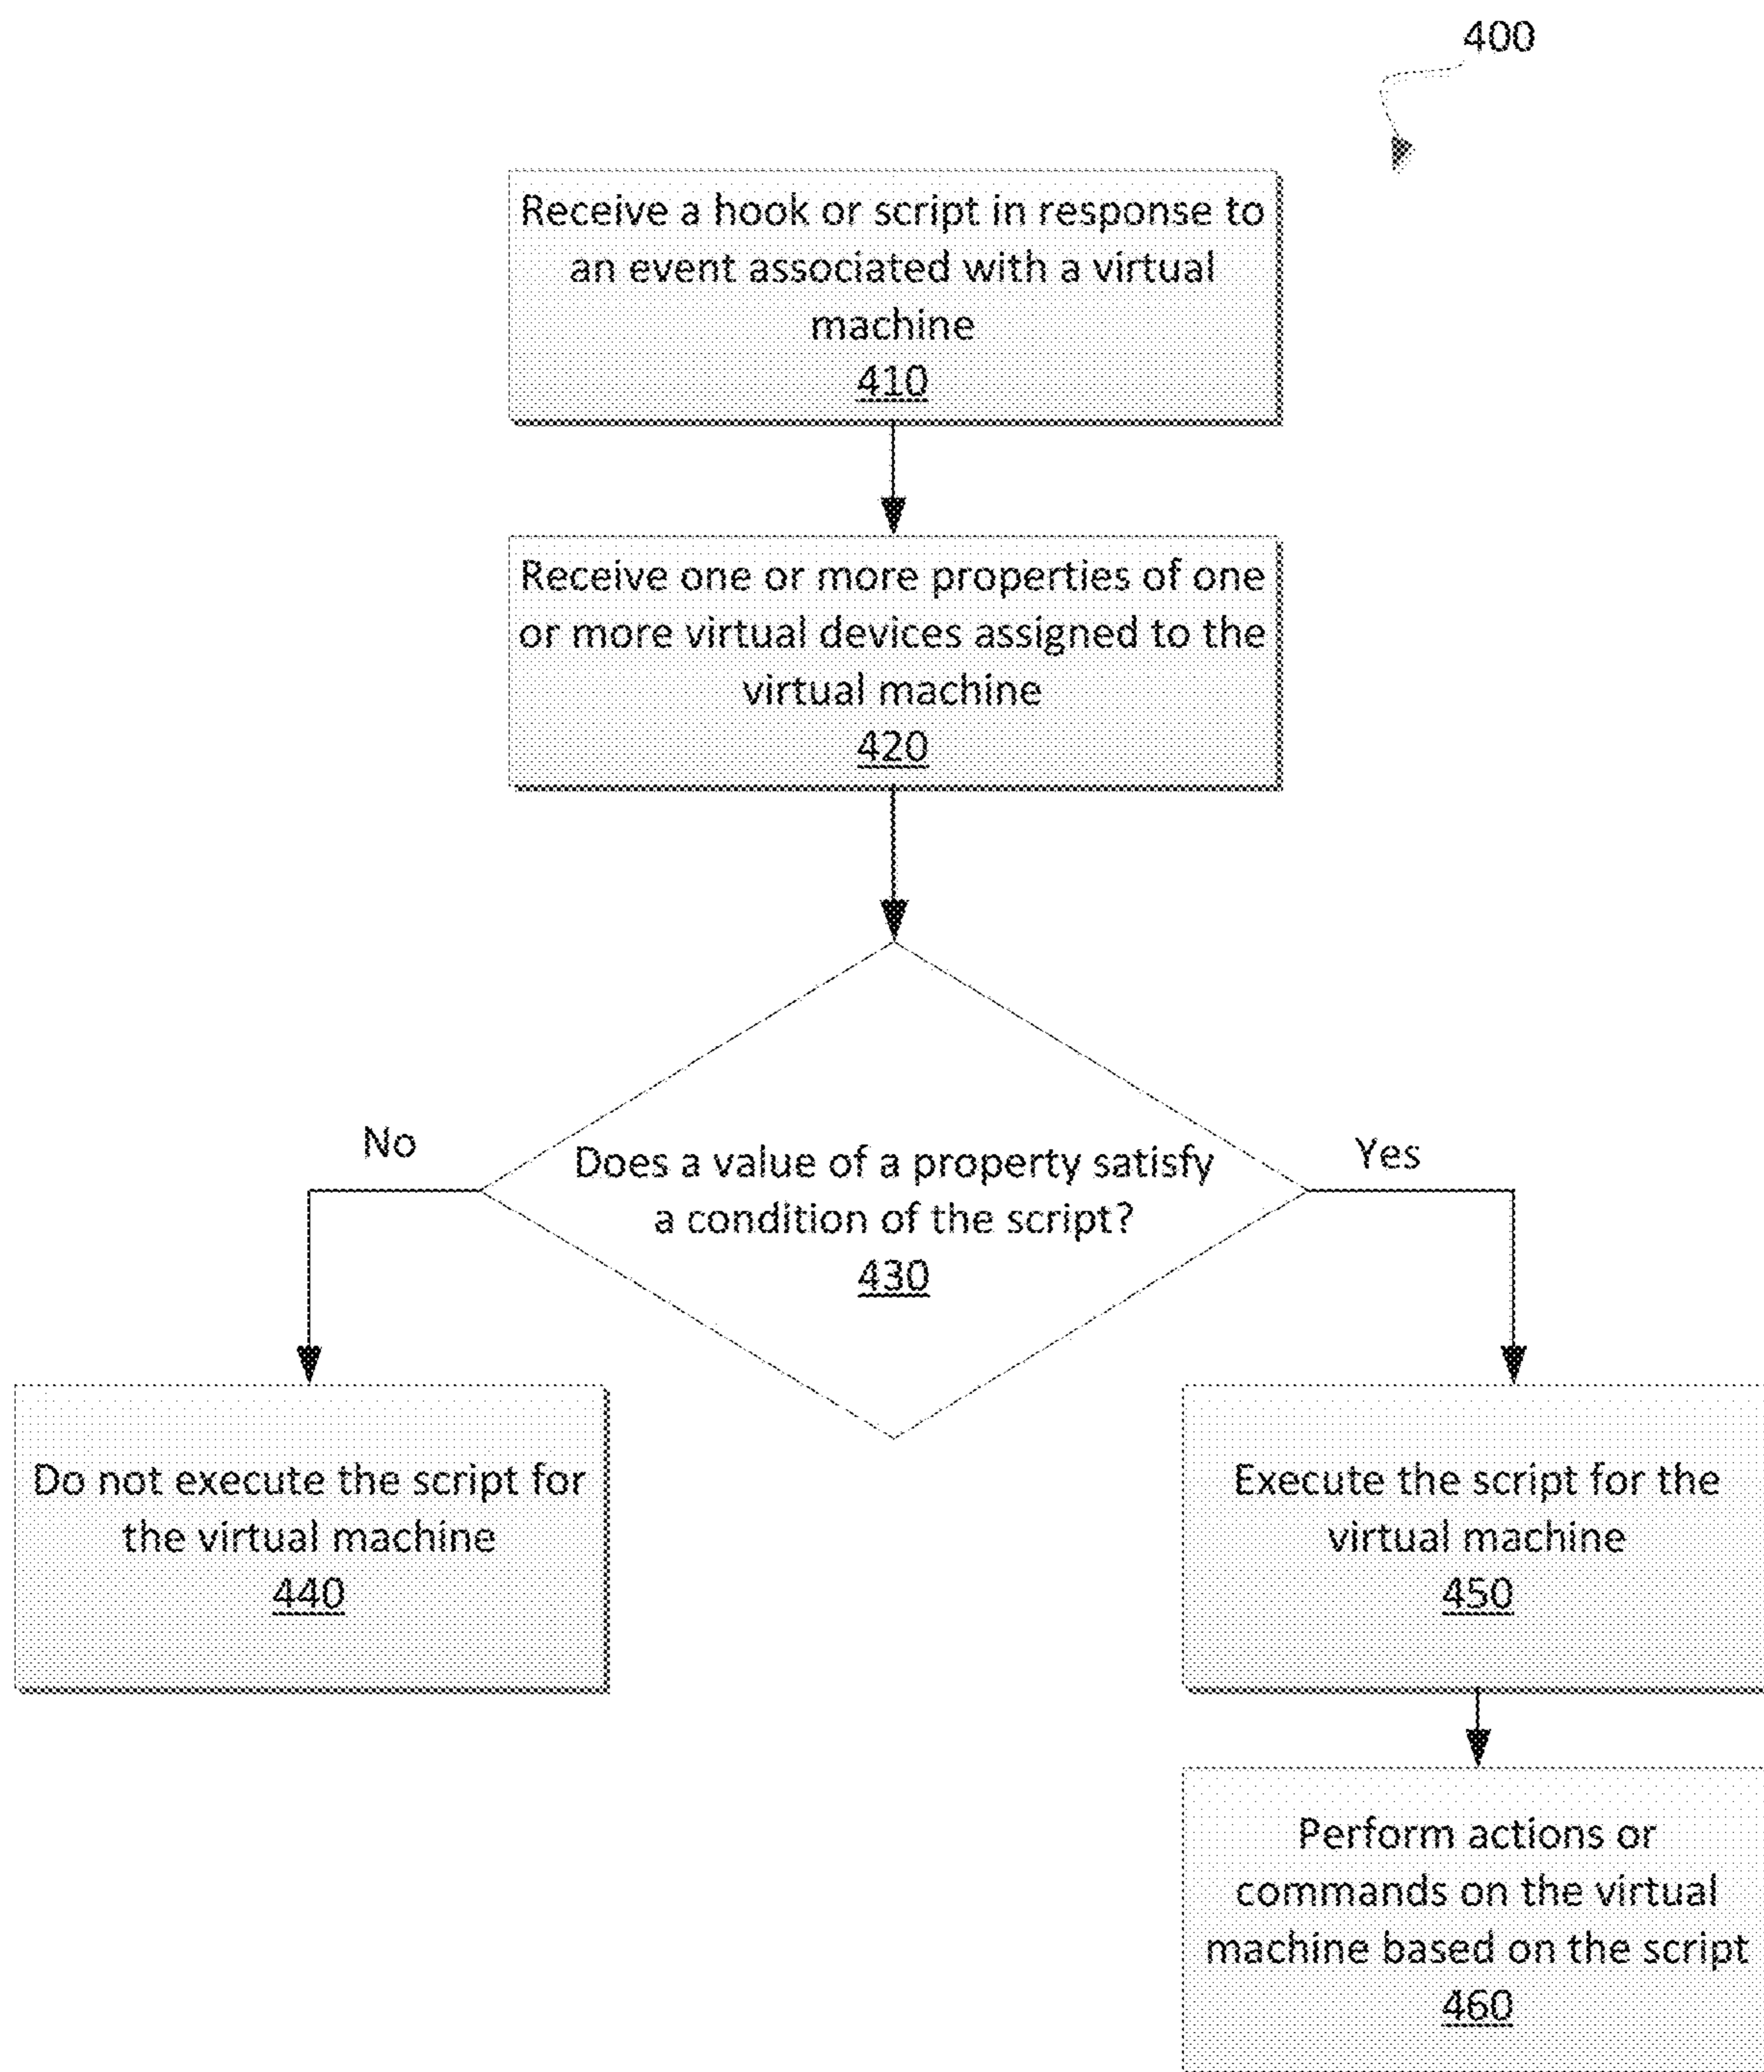 400
Receive a hook or script in response to
an event associated with a virtual
machine
410
Receive one or more properties of one
or more virtual devices assigned to the
virtual machine
420
No
Yes
Does a value of a property satisfy
a condition of the script?
430
Do not execute the script for
the virtual machine
440
Execute the script for the
virtual machine
450
Perform actions or
commands on the virtual
machine based on the script
460